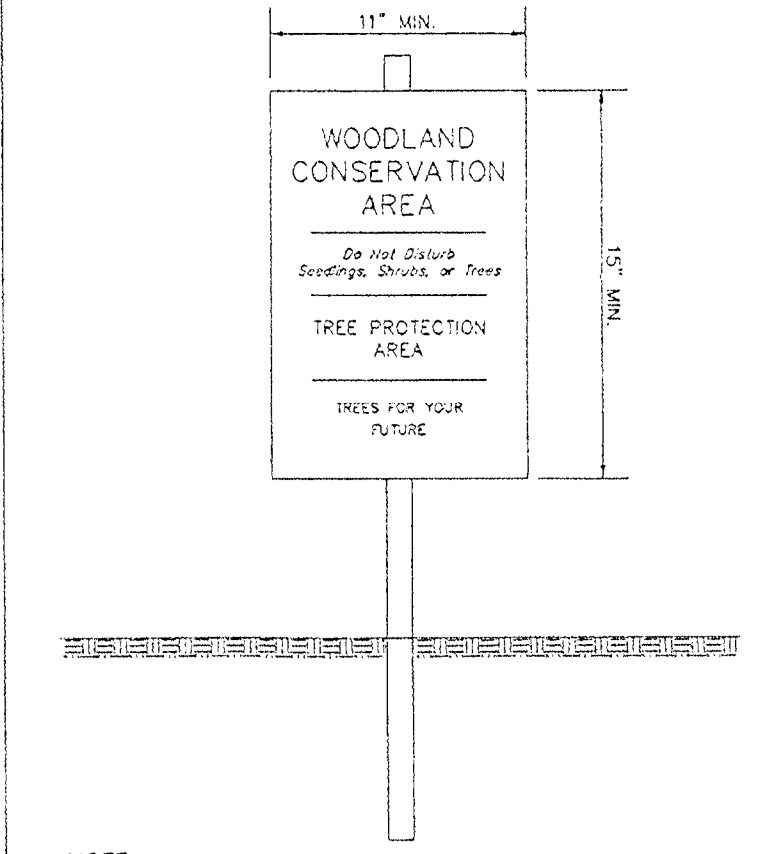 11" MIN.
WOODLAND
CONSERVATION
AREA
Do Not Disturb
Seedlings, Shrubs, or Trees
TREE PROTECTION
AREA
TREES FOR YOUR
FUTURE
15" MIN.